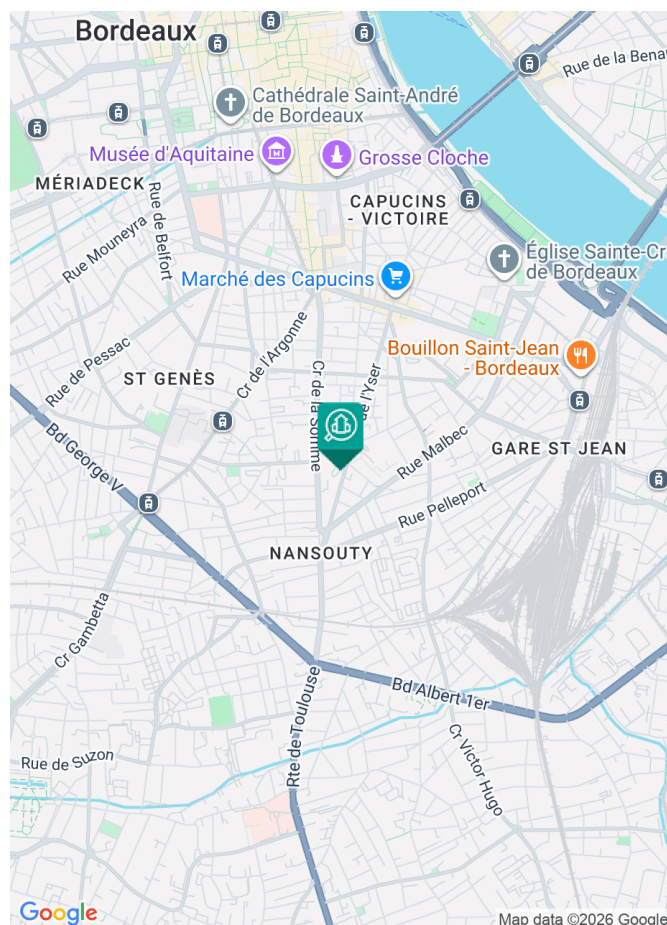 Bordeaux
Rue de la Bena
Cathédrale Saint-André
de Bordeaux
Musée d'Aquitaine
Grosse Cloche
MÉRIADECK
CAPUCINS
- VICTOIRE
Rue de Belfort
Rue Mouneyra
Église Sainte-Cr
de Bordeaux
Marché des Capucins
Bouillon Saint-Jean
- Bordeaux
Rue de Pessac
Cr de l'Argonne
ST GENÈS
Cr de la Somme
e l'Yser
Bd George V
Rue Malbec
GARE ST JEAN
Rue Pelleport
NANSOUTY
Cr Gambetta
Bd Albert 1er
Rte de Toulouse
Rue de Suzon
Cr Victor Hugo
Google
Map data ©2026 Google